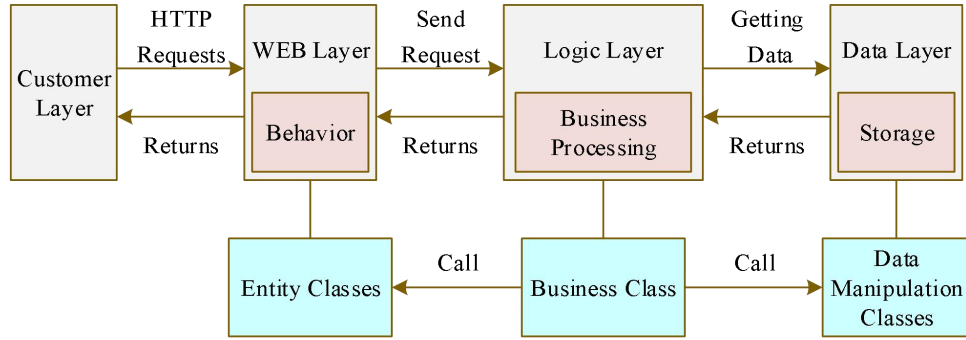 HTTP
Requests
Send
Request
Getting
Data
Customer
Layer
WEB Layer
Logic Layer
Data Layer
Behavior
Business
Processing
Storage
Returns
Returns
Returns
Entity Classes
Call
Business Class
Call
Data
Manipulation
Classes